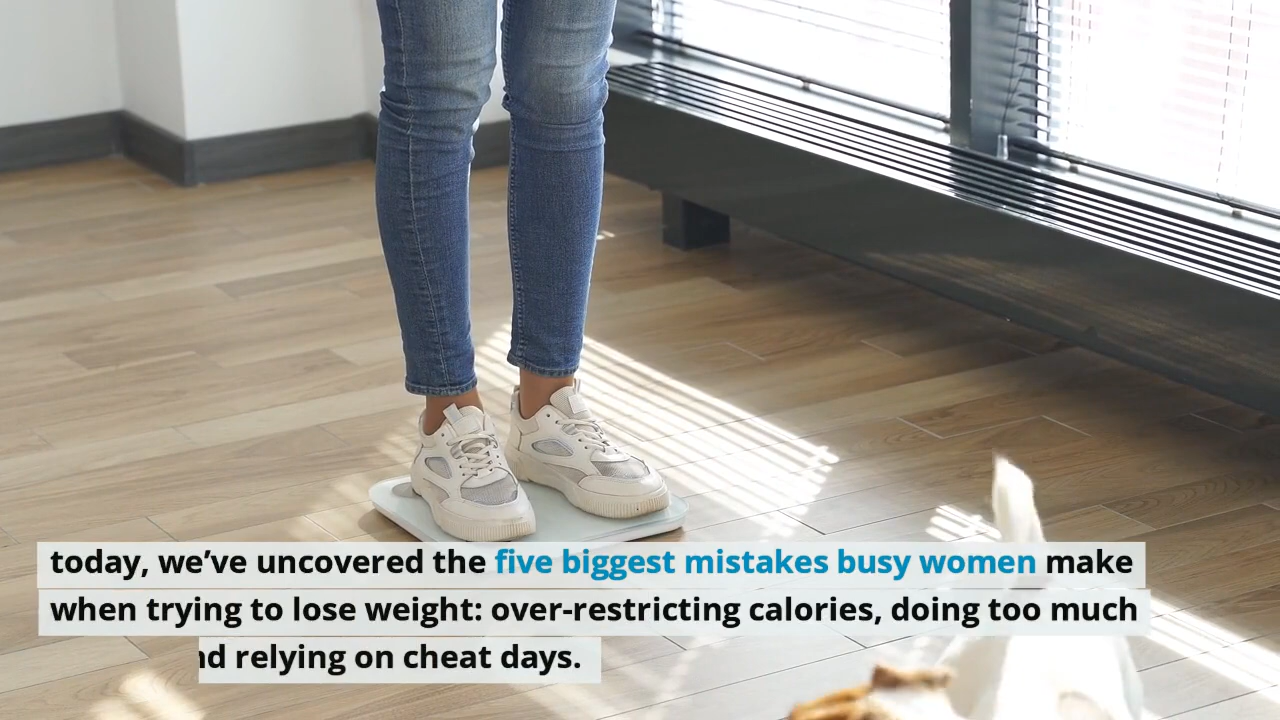 today, we’ve uncovered the five biggest mistakes busy women make
when trying to lose weight: over-restricting calories, doing too much
relying on cheat days.